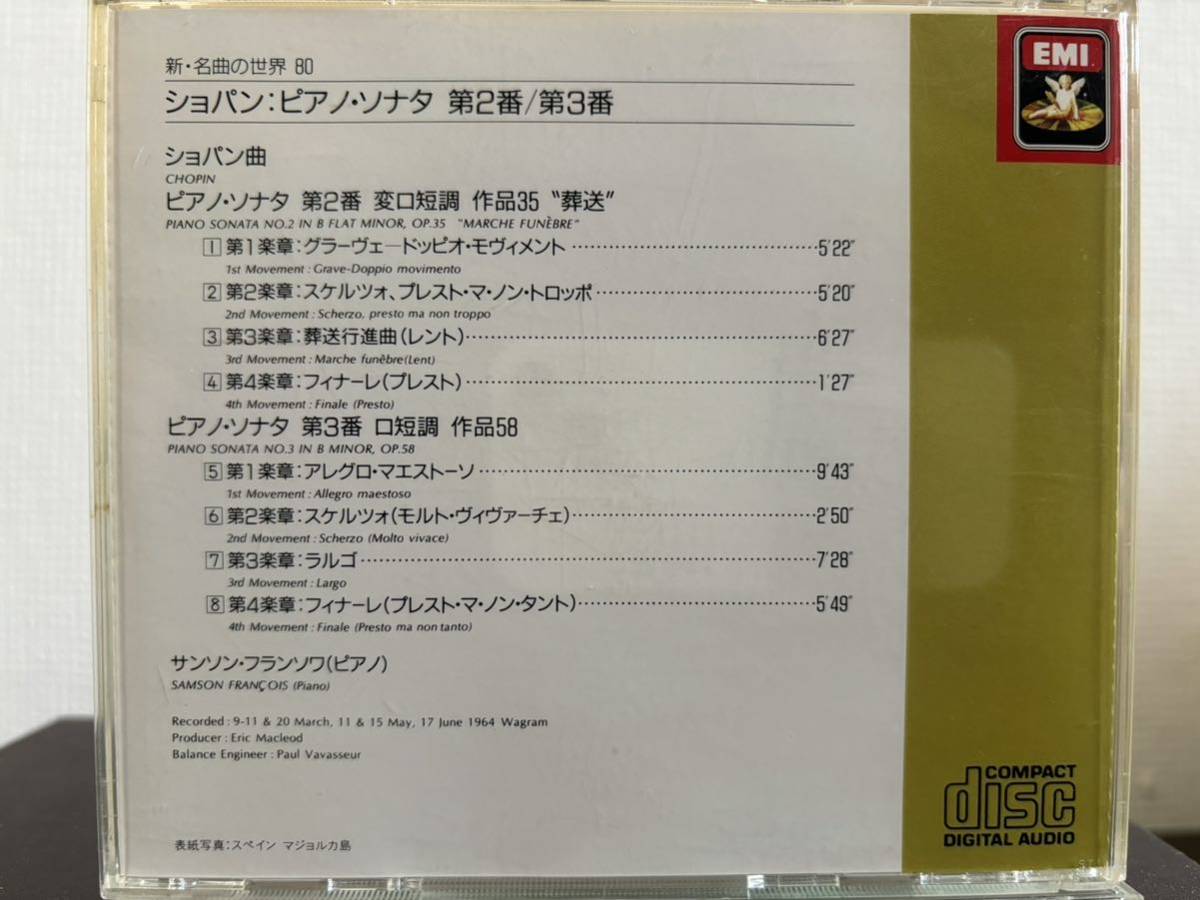 新・名曲の世界 80
ショパン：ピアノ・ソナタ 第2番/第3番
ショパン曲
CHOPIN
ピアノ・ソナタ 第2番 変ロ短調 作品35 “葬送”
PIANO SONATA NO.2 IN B FLAT MINOR, OP.35 “MARCHE FUNÈBRE”
1 第1楽章：グラーヴェ―ドッピオ・モヴィメント 5'22"
1st Movement : Grave-Doppio movimento
2 第2楽章：スケルツォ、プレスト・マ・ノン・トロッポ 5'20"
2nd Movement : Scherzo, presto ma non troppo
3 第3楽章：葬送行進曲（レント） 6'27"
3rd Movement : Marche funêbre(Lent)
4 第4楽章：フィナーレ（プレスト） 1'27"
4th Movement : Finale (Presto)
ピアノ・ソナタ 第3番 ロ短調 作品58
PIANO SONATA NO.3 IN B MINOR, OP.58
5 第1楽章：アレグロ・マエストーソ 9'43"
1st Movement : Allegro maestoso
6 第2楽章：スケルツォ（モルト・ヴィヴァーチェ） 2'50"
2nd Movement : Scherzo (Molto vivace)
7 第3楽章：ラルゴ 7'28"
3rd Movement : Largo
8 第4楽章：フィナーレ（プレスト・マ・ノン・タント） 5'49"
4th Movement : Finale (Presto ma non tanto)
サンソン・フランソワ（ピアノ）
SAMSON FRANÇOIS (Piano)
Recorded : 9-11 & 20 March, 11 & 15 May, 17 June 1964 Wagram
Producer : Eric Macleod
Balance Engineer : Paul Vavasseur
表紙写真：スペイン マジョルカ島
EMI
COMPACT
disc
DIGITAL AUDIO